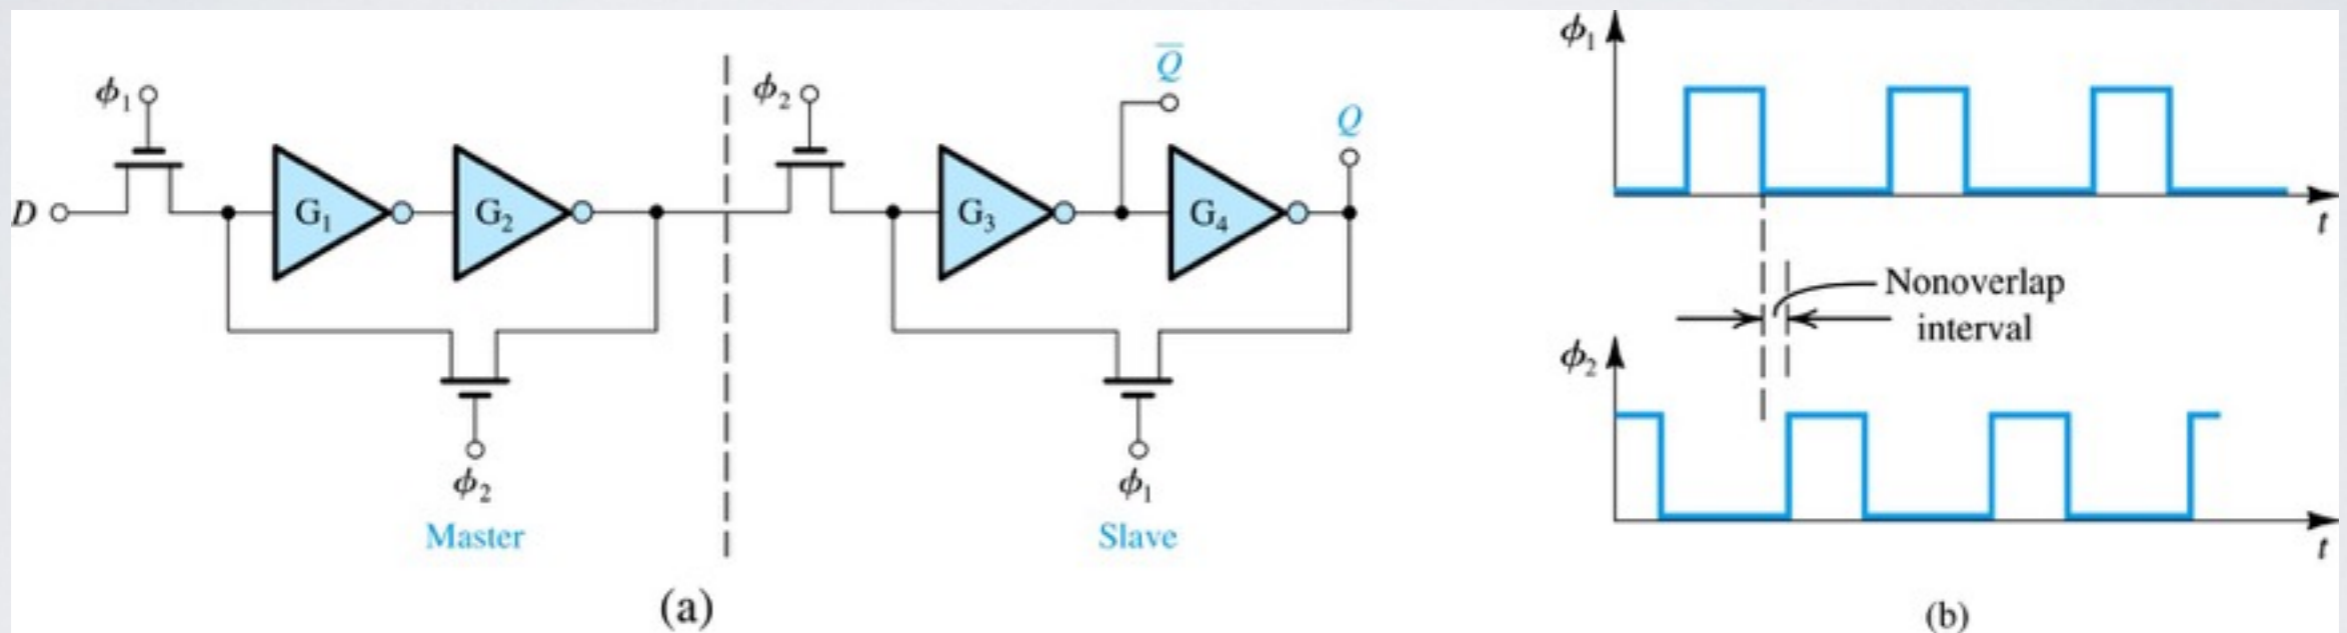 ϕ₁
D
G₁
G₂
ϕ₂
Master
ϕ₂
G₃
Q̅
G₄
Q
ϕ₁
Slave
(a)
ϕ₁
t
Nonoverlap
interval
ϕ₂
t
(b)